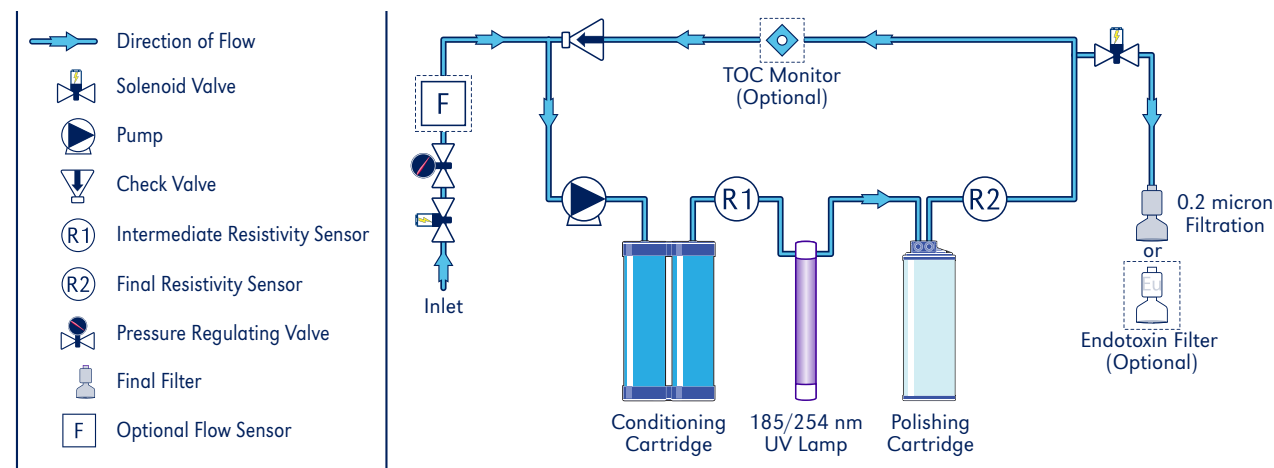 Direction of Flow
Solenoid Valve
Pump
Check Valve
R1 Intermediate Resistivity Sensor
R2 Final Resistivity Sensor
Pressure Regulating Valve
Final Filter
F Optional Flow Sensor
F
Inlet
TOC Monitor
(Optional)
R1
R2
Conditioning
Cartridge
185/254 nm
UV Lamp
Polishing
Cartridge
0.2 micron
Filtration
or
Eu
Endotoxin Filter
(Optional)